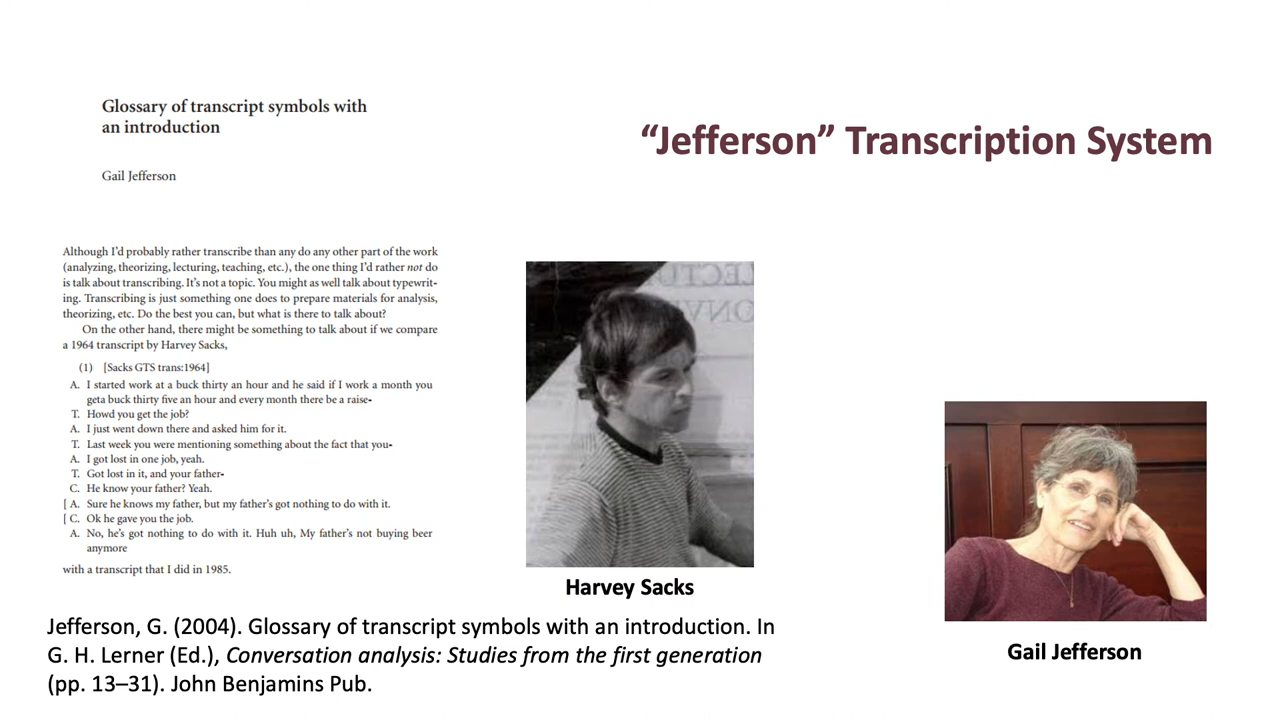 Glossary of transcript symbols with
an introduction
Gail Jefferson
“Jefferson” Transcription System
Although I’d probably rather transcribe than any do any other part of the work
(analyzing, theorizing, lecturing, teaching, etc.), the one thing I’d rather not do
is talk about transcribing. It’s not a topic. You might as well talk about typewrit-
ing. Transcribing is just something one does to prepare materials for analysis,
theorizing, etc. Do the best you can, but what is there to talk about?
On the other hand, there might be something to talk about if we compare
a 1964 transcript by Harvey Sacks,
(1) [Sacks GTS trans:1964]
A. I started work at a buck thirty an hour and he said if I work a month you
geta buck thirty five an hour and every month there be a raise-
T. Howd you get the job?
A. I just went down there and asked him for it.
T. Last week you were mentioning something about the fact that you-
A. I got lost in one job, yeah.
T. Got lost in it, and your father-
C. He know your father? Yeah.
[ A. Sure he knows my father, but my father’s got nothing to do with it.
[ C. Ok he gave you the job.
A. No, he’s got nothing to do with it. Huh uh, My father’s not buying beer
anymore
with a transcript that I did in 1985.
LECTU
CONV
Harvey Sacks
Gail Jefferson
Jefferson, G. (2004). Glossary of transcript symbols with an introduction. In
G. H. Lerner (Ed.), Conversation analysis: Studies from the first generation
(pp. 13–31). John Benjamins Pub.